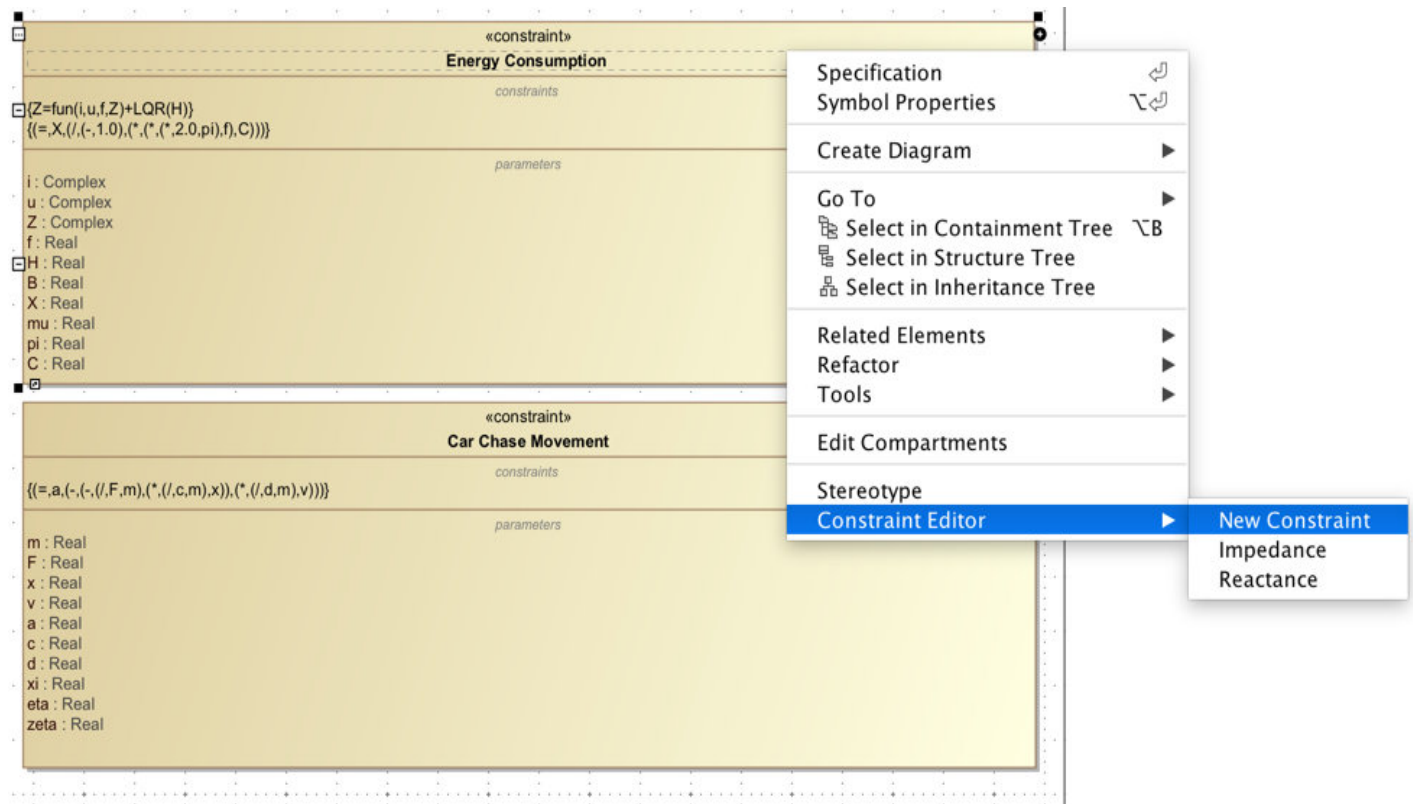 «constraint»
Energy Consumption
constraints
{Z=fun(i,u,f,Z)+LQR(H)}
{(=,X,(/,(-,1.0),(*,(*,(*,2.0,pi),f),C)))}
parameters
i : Complex
u : Complex
Z : Complex
f : Real
H : Real
B : Real
X : Real
mu : Real
pi : Real
C : Real
«constraint»
Car Chase Movement
constraints
{(=,a,(-,(-,(/,F,m),(*,(/,c,m),x)),(*,(/,d,m),v)))}
parameters
m : Real
F : Real
x : Real
v : Real
a : Real
c : Real
d : Real
xi : Real
eta : Real
zeta : Real
Specification
Symbol Properties
Create Diagram
Go To
Select in Containment Tree ⌥B
Select in Structure Tree
Select in Inheritance Tree
Related Elements
Refactor
Tools
Edit Compartments
Stereotype
Constraint Editor
New Constraint
Impedance
Reactance